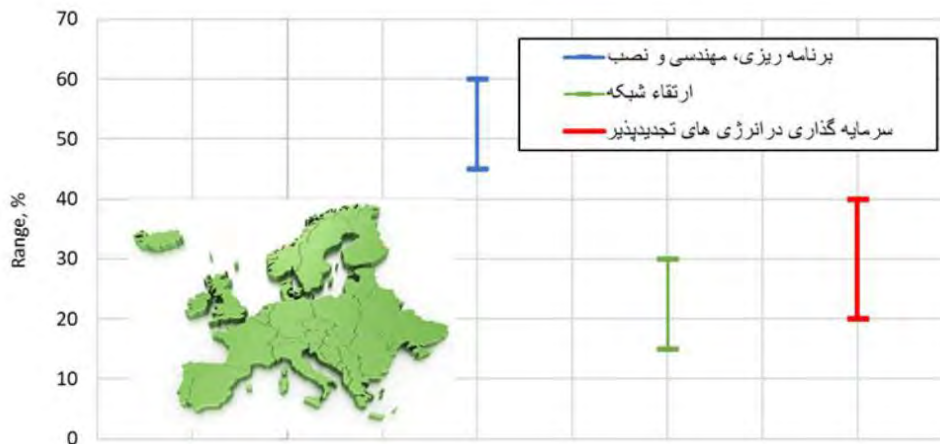 70
60
50
40
30
20
10
0
Range, %
برنامه ریزی، مهندسی و نصب
ارتقاء شبکه
سرمایه گذاری درانرژی های تجدیدپذیر